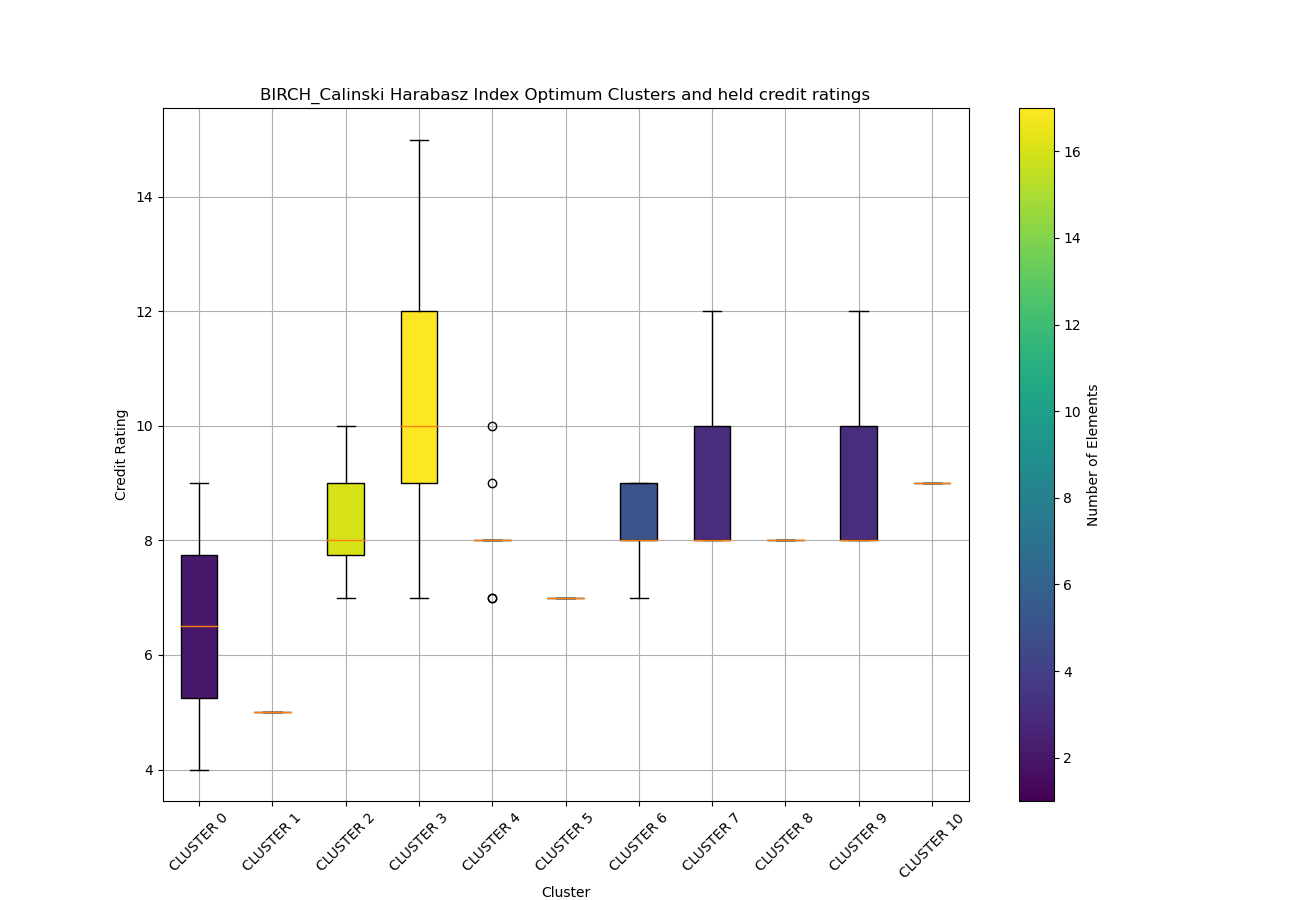 BIRCH_Calinski Harabasz Index Optimum Clusters and held credit ratings
Credit Rating
14
12
10
8
6
4
CLUSTER 0
CLUSTER 1
CLUSTER 2
CLUSTER 3
CLUSTER 4
CLUSTER 5
CLUSTER 6
CLUSTER 7
CLUSTER 8
CLUSTER 9
CLUSTER 10
Cluster
16
14
12
10
8
6
4
2
Number of Elements